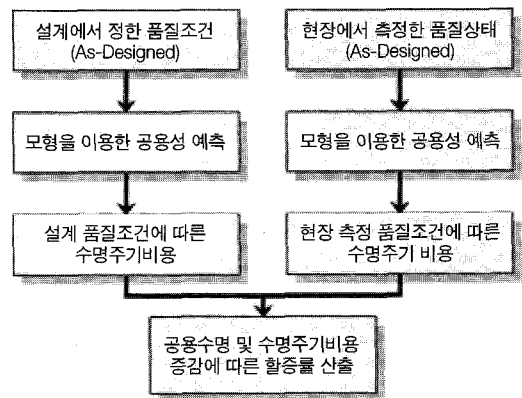 설계에서 정한 품질조건
(As-Designed)
현장에서 측정한 품질상태
(As-Designed)
모형을 이용한 공용성 예측
모형을 이용한 공용성 예측
설계 품질조건에 따른
수명주기비용
현장 측정 품질조건에 따른
수명주기 비용
공용수명 및 수명주기비용
증감에 따른 할증률 산출